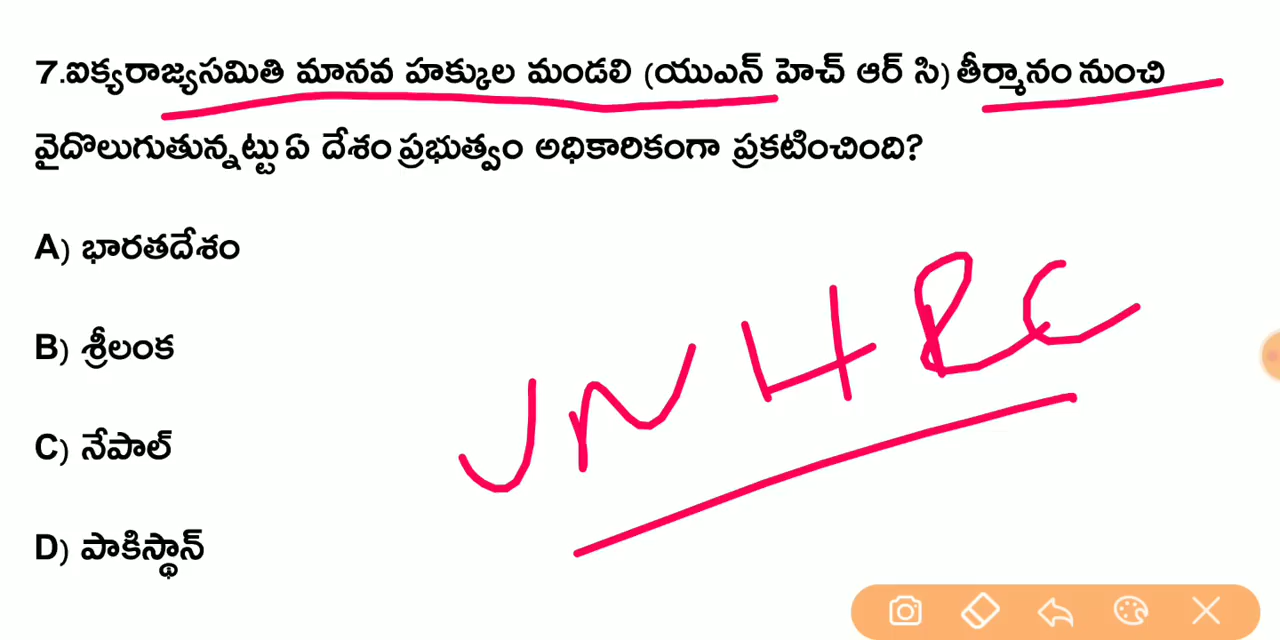 7.ఐక్యరాజ్యసమితి మానవ హక్కుల మండలి (యుఎన్ హెచ్ ఆర్ సి) తీర్మానం నుంచి
వైదొలుగుతున్నట్టు ఏ దేశం ప్రభుత్వం అధికారికంగా ప్రకటించింది?
A) భారతదేశం
B) శ్రీలంక
UNHRC
C) నేపాల్
D) పాకిస్థాన్